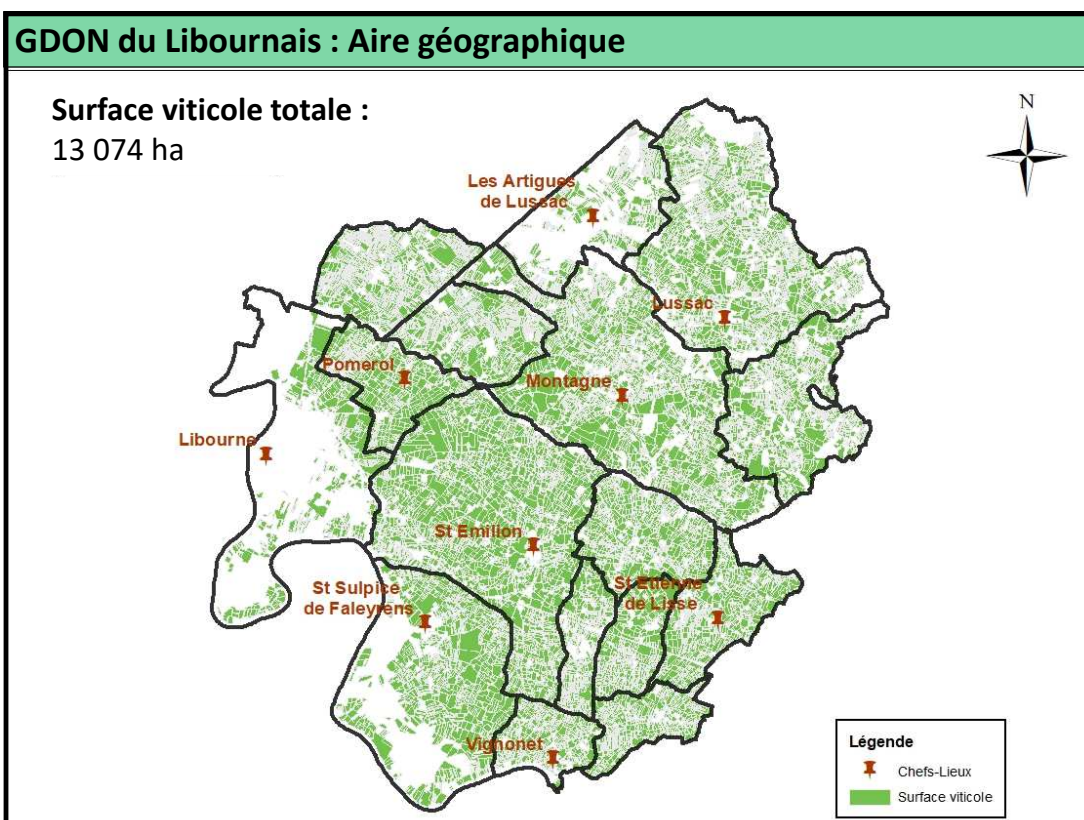 GDON du Libournais : Aire géographique
Surface viticole totale :
13 074 ha
N
Les Artigues
de Lussac
Lussac
Pomerol
Montagne
Libourne
St Emilion
St Sulpice
de Faleyrens
St Etienne
de Lisse
Vignonet
Légende
Chefs-Lieux
Surface viticole